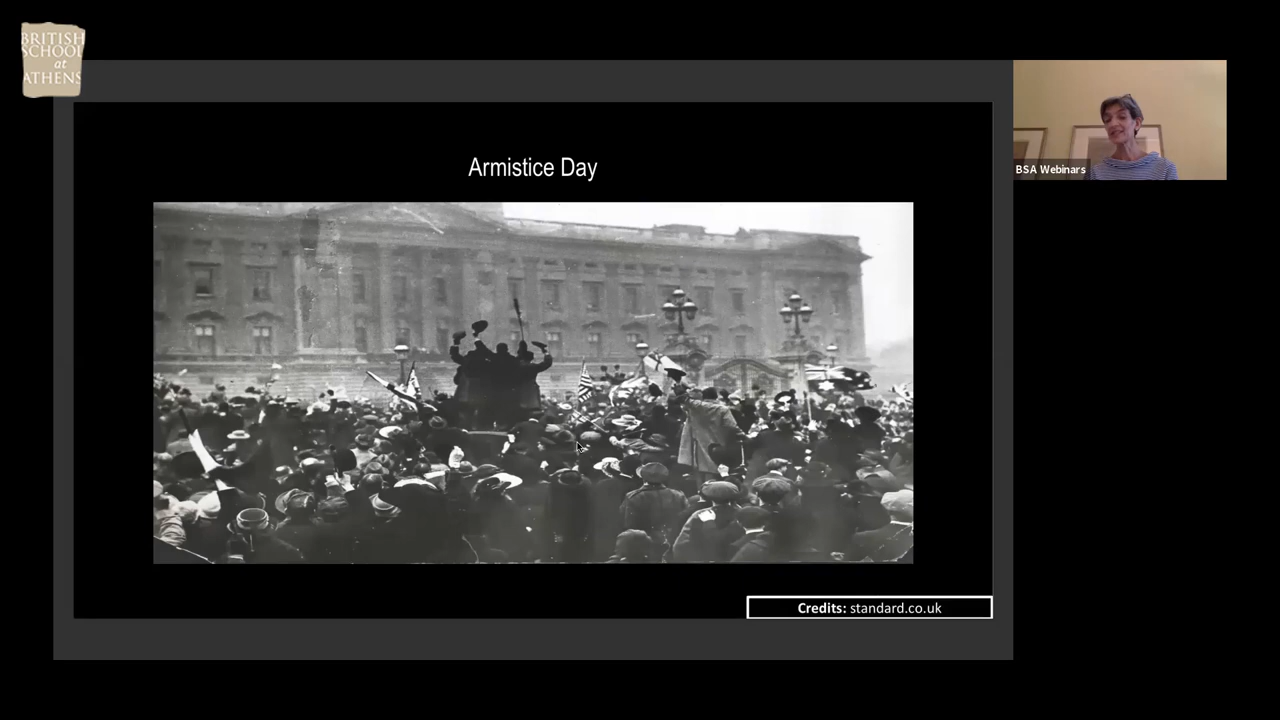 BRITISH
SCHOOL
at
ATHENS
Armistice Day
BSA Webinars
Credits: standard.co.uk